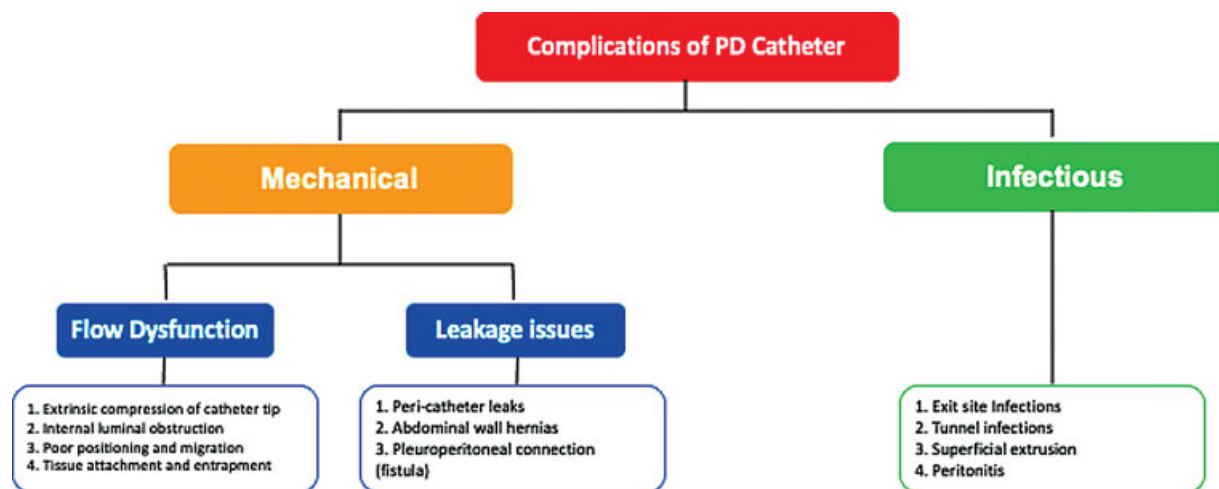 Complications of PD Catheter
Mechanical
Infectious
Flow Dysfunction
Leakage issues
1. Extrinsic compression of catheter tip
2. Internal luminal obstruction
3. Poor positioning and migration
4. Tissue attachment and entrapment
1. Peri-catheter leaks
2. Abdominal wall hernias
3. Pleuroperitoneal connection
(fistula)
1. Exit site Infections
2. Tunnel infections
3. Superficial extrusion
4. Peritonitis